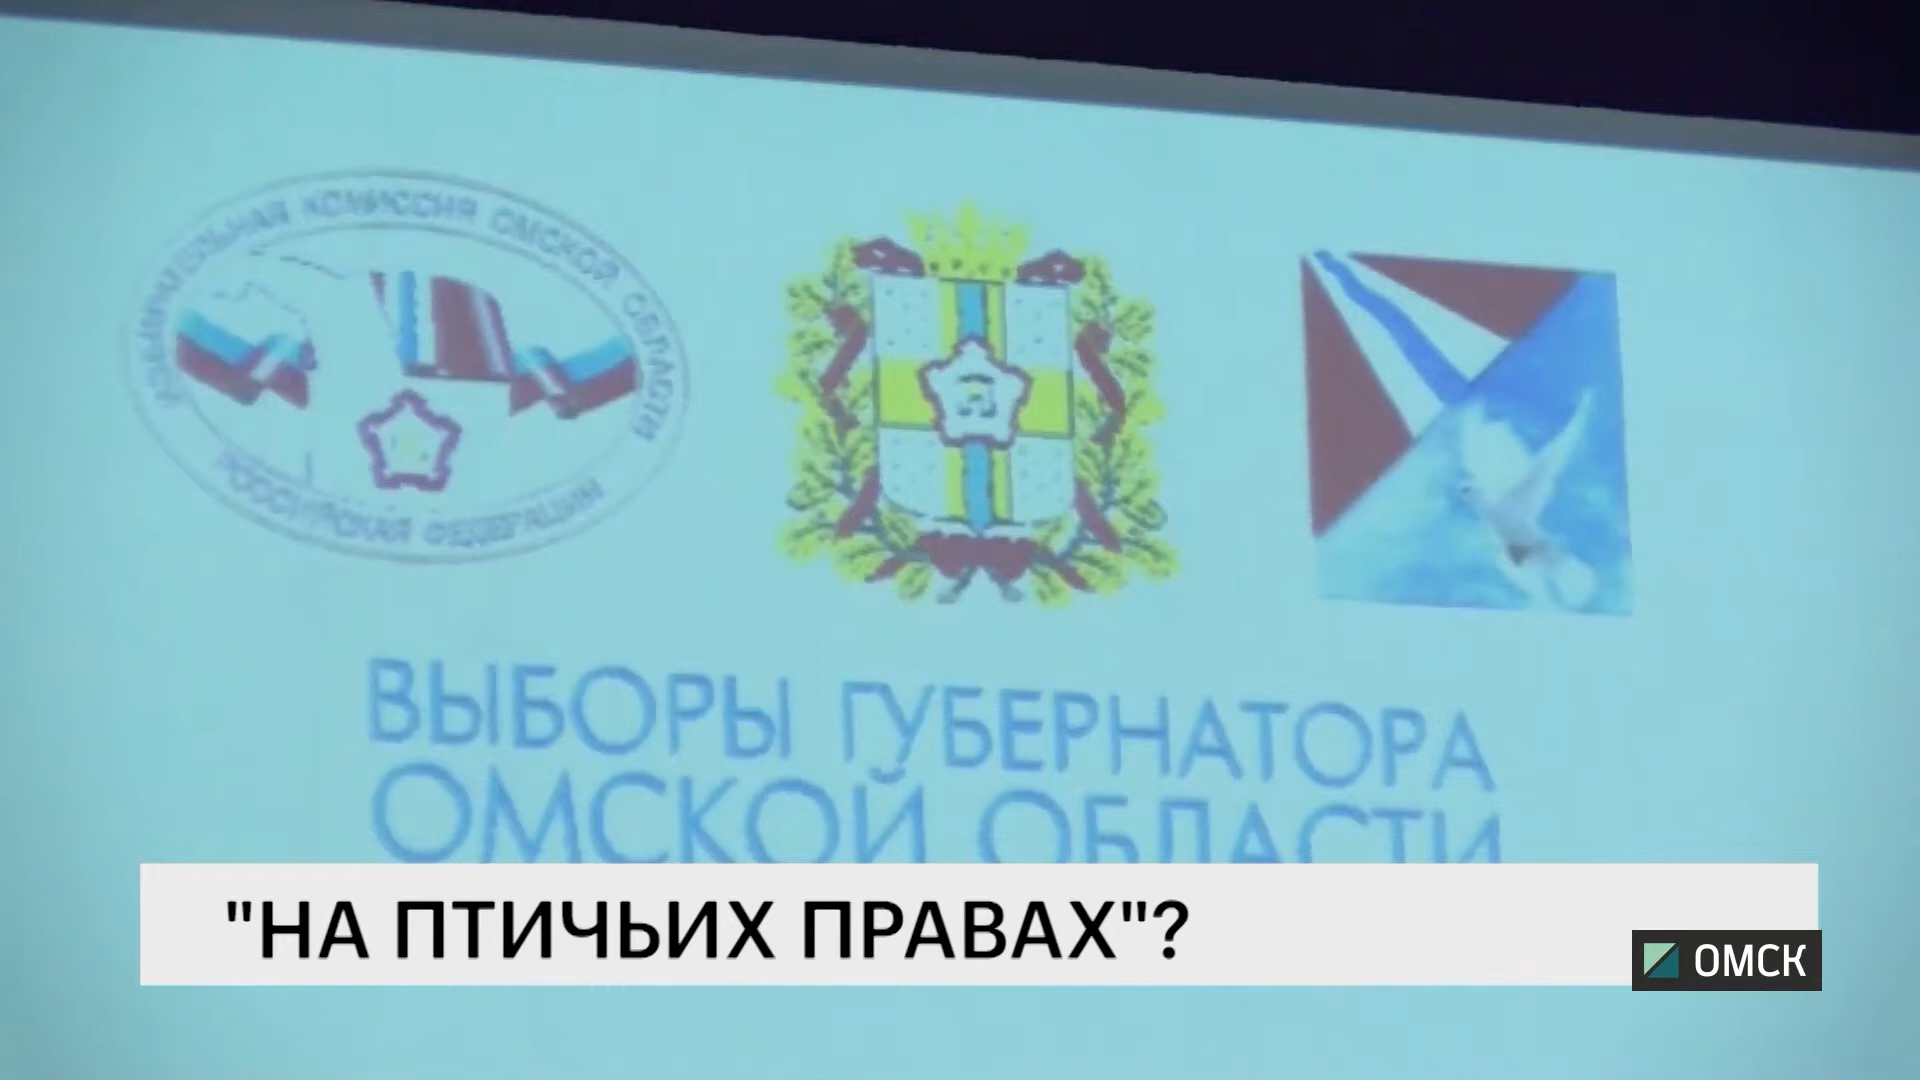 ИЗБИРАТЕЛЬНАЯ КОМИССИЯ ОМСКОЙ ОБЛАСТИ
РОССИЙСКАЯ ФЕДЕРАЦИЯ
ВЫБОРЫ ГУБЕРНАТОРА
ОМСКОЙ ОБЛАСТИ
"НА ПТИЧЬИХ ПРАВАХ"?
ОМСК